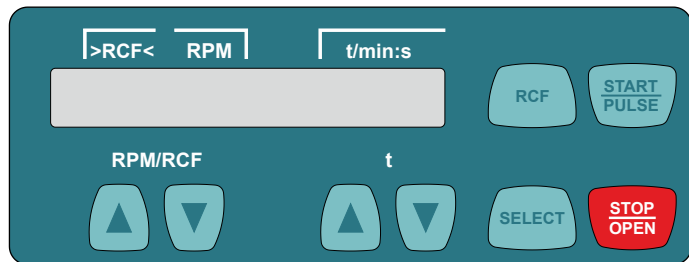 >RCF< RPM t/min:s
RCF
START
PULSE
RPM/RCF t
SELECT
STOP
OPEN